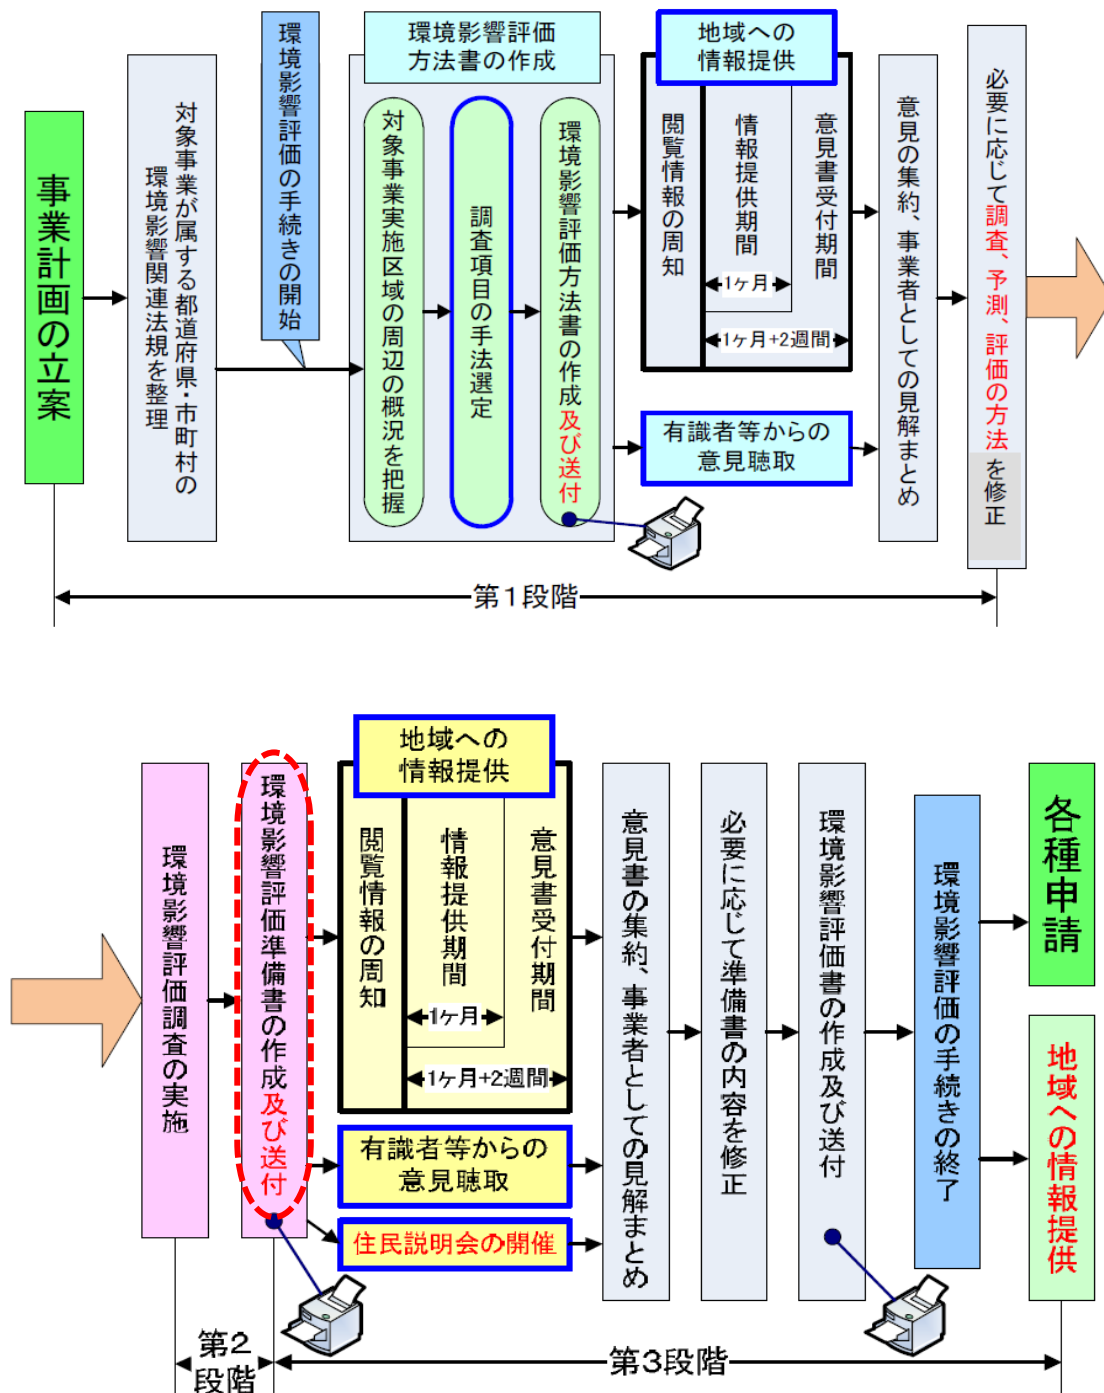 事業計画の立案
対象事業が属する都道府県・市町村の
環境影響関連法規を整理
環境影響評価の手続きの開始
環境影響評価
方法書の作成
対象事業実施区域の周辺の概況を把握
調査項目の手法選定
環境影響評価方法書の作成及び送付
地域への
情報提供
閲覧情報の周知
情報提供期間
意見書受付期間
1ヶ月
1ヶ月+2週間
有識者等からの
意見聴取
意見の集約、事業者としての見解まとめ
必要に応じて調査、予測、評価の方法を修正
第1段階
環境影響評価調査の実施
環境影響評価準備書の作成及び送付
地域への
情報提供
閲覧情報の周知
情報提供期間
意見書受付期間
1ヶ月
1ヶ月+2週間
有識者等からの
意見聴取
住民説明会の開催
意見書の集約、事業者としての見解まとめ
必要に応じて準備書の内容を修正
環境影響評価書の作成及び送付
環境影響評価の手続きの終了
各種申請
地域への情報提供
第2
段階
第3段階